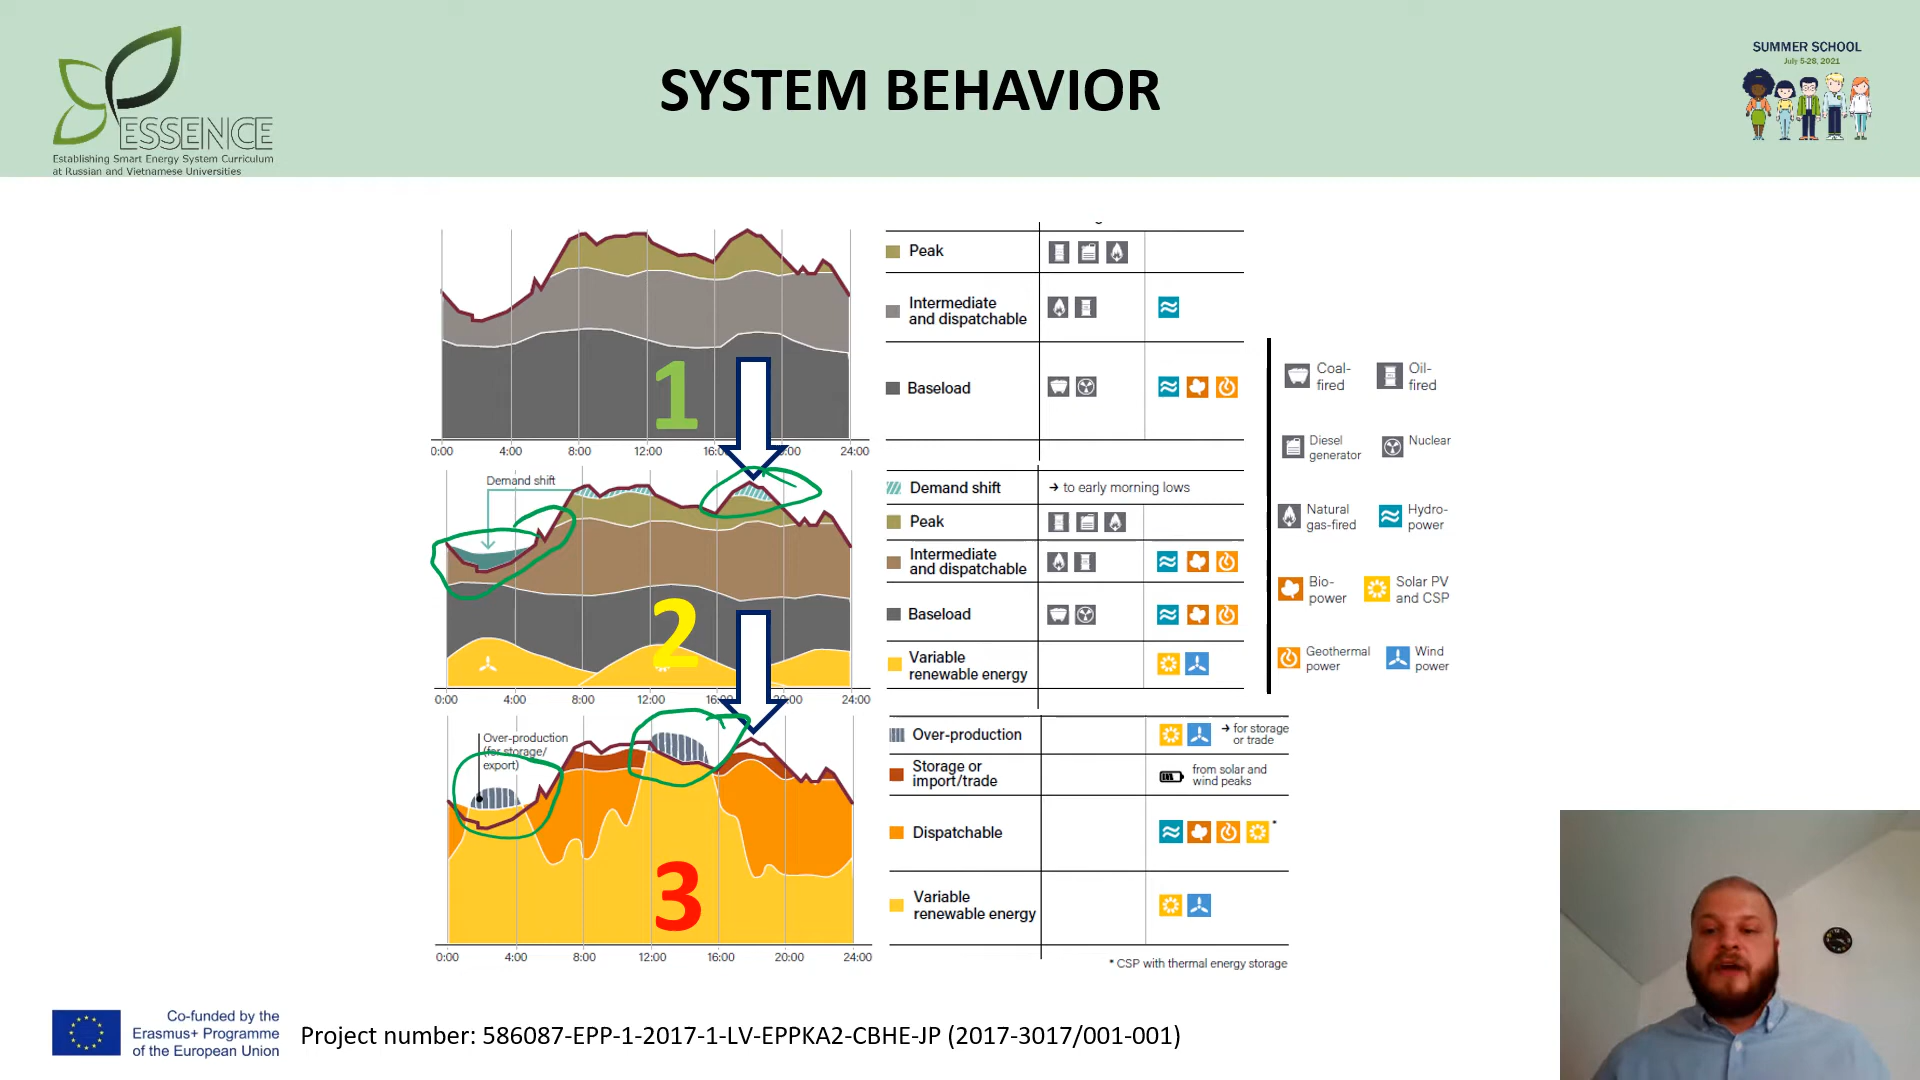 SYSTEM BEHAVIOR
ESSENCE
Establishing Smart Energy System Curriculum
at Russian and Vietnamese Universities
SUMMER SCHOOL
July 5-28, 2021
1
0:00 4:00 8:00 12:00 24:00
Peak
Intermediate
and dispatchable
Baseload
Demand shift
2
0:00 4:00 8:00 12:00 24:00
Demand shift → to early morning lows
Peak
Intermediate
and dispatchable
Baseload
Variable
renewable energy
Over-production
(for storage/
export)
3
0:00 4:00 8:00 12:00 16:00 20:00 24:00
Over-production → for storage
or trade
Storage or
import/trade
from solar and
wind peaks
Dispatchable *
Variable
renewable energy
* CSP with thermal energy storage
Coal-
fired
Oil-
fired
Diesel
generator
Nuclear
Natural
gas-fired
Hydro-
power
Bio-
power
Solar PV
and CSP
Geothermal
power
Wind
power
Co-funded by the
Erasmus+ Programme
of the European Union
Project number: 586087-EPP-1-2017-1-LV-EPPKA2-CBHE-JP (2017-3017/001-001)